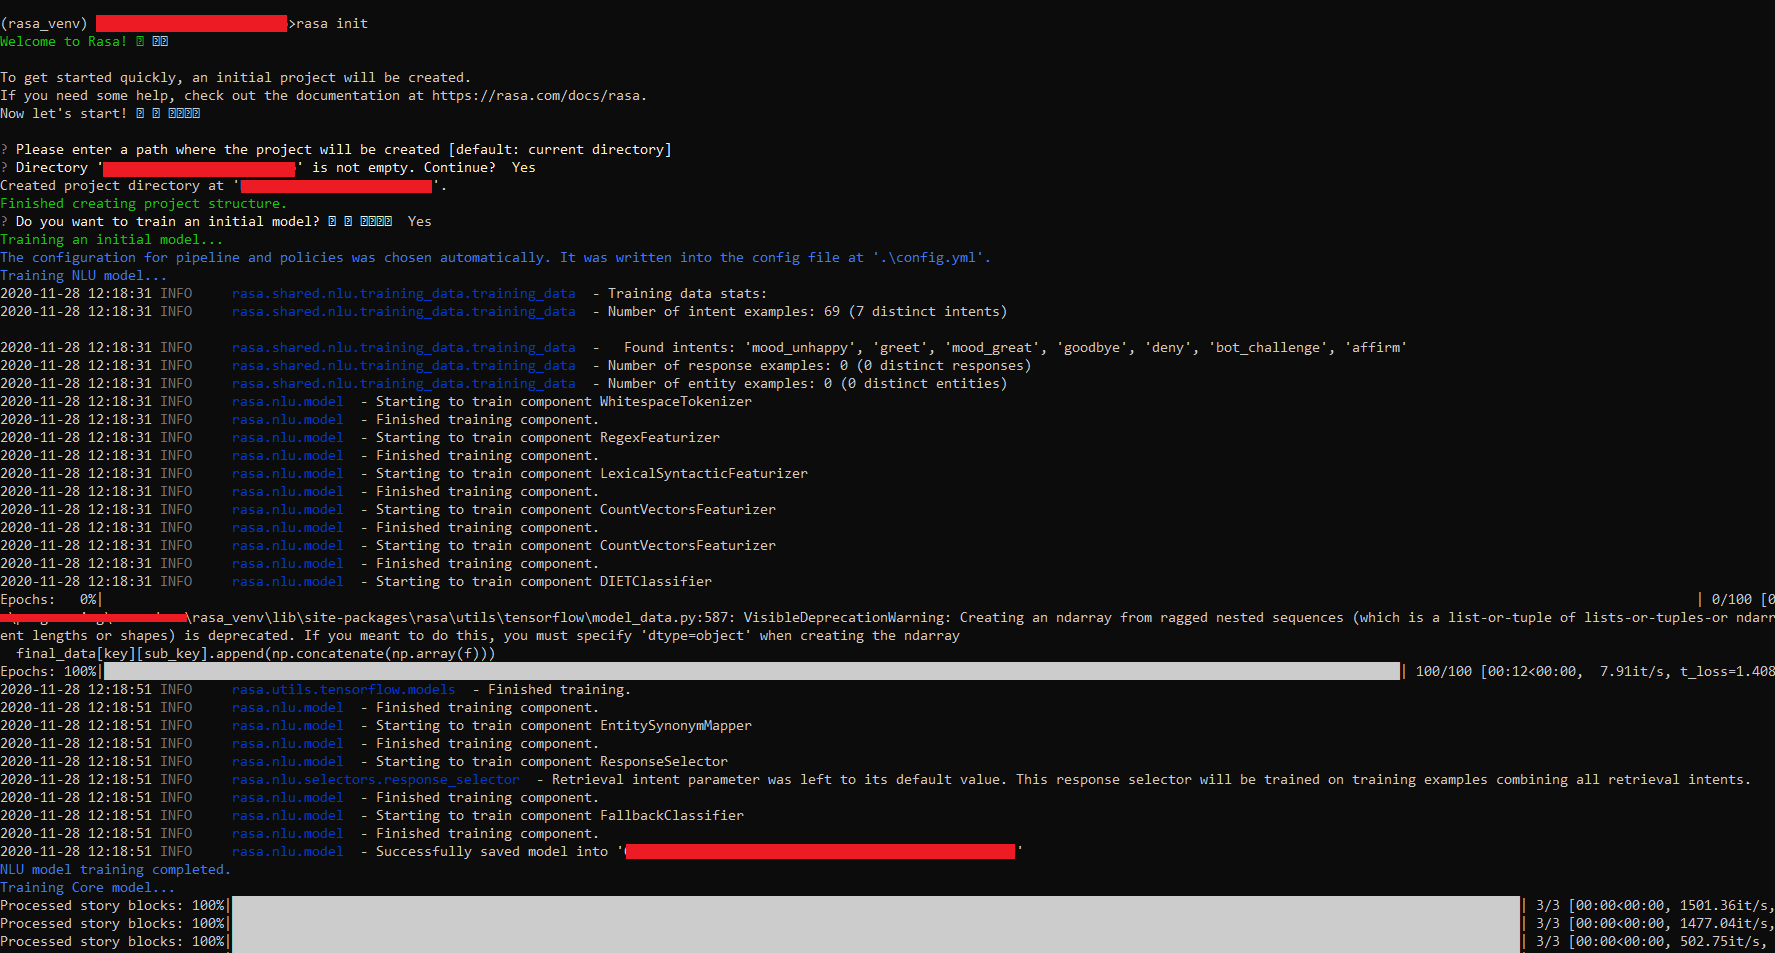 (rasa_venv) >rasa init
Welcome to Rasa!
To get started quickly, an initial project will be created.
If you need some help, check out the documentation at https://rasa.com/docs/rasa.
Now let's start!
? Please enter a path where the project will be created [default: current directory]
? Directory '' is not empty. Continue?  Yes
Created project directory at ''.
Finished creating project structure.
? Do you want to train an initial model?  Yes
Training an initial model...
The configuration for pipeline and policies was chosen automatically. It was written into the config file at '.\config.yml'.
Training NLU model...
2020-11-28 12:18:31 INFO     rasa.shared.nlu.training_data.training_data  - Training data stats:
2020-11-28 12:18:31 INFO     rasa.shared.nlu.training_data.training_data  - Number of intent examples: 69 (7 distinct intents)
2020-11-28 12:18:31 INFO     rasa.shared.nlu.training_data.training_data  -   Found intents: 'mood_unhappy', 'greet', 'mood_great', 'goodbye', 'deny', 'bot_challenge', 'affirm'
2020-11-28 12:18:31 INFO     rasa.shared.nlu.training_data.training_data  - Number of response examples: 0 (0 distinct responses)
2020-11-28 12:18:31 INFO     rasa.shared.nlu.training_data.training_data  - Number of entity examples: 0 (0 distinct entities)
2020-11-28 12:18:31 INFO     rasa.nlu.model  - Starting to train component WhitespaceTokenizer
2020-11-28 12:18:31 INFO     rasa.nlu.model  - Finished training component.
2020-11-28 12:18:31 INFO     rasa.nlu.model  - Starting to train component RegexFeaturizer
2020-11-28 12:18:31 INFO     rasa.nlu.model  - Finished training component.
2020-11-28 12:18:31 INFO     rasa.nlu.model  - Starting to train component LexicalSyntacticFeaturizer
2020-11-28 12:18:31 INFO     rasa.nlu.model  - Finished training component.
2020-11-28 12:18:31 INFO     rasa.nlu.model  - Starting to train component CountVectorsFeaturizer
2020-11-28 12:18:31 INFO     rasa.nlu.model  - Finished training component.
2020-11-28 12:18:31 INFO     rasa.nlu.model  - Starting to train component CountVectorsFeaturizer
2020-11-28 12:18:31 INFO     rasa.nlu.model  - Finished training component.
2020-11-28 12:18:31 INFO     rasa.nlu.model  - Starting to train component DIETClassifier
Epochs:   0%| | 0/100 [0
\rasa_venv\lib\site-packages\rasa\utils\tensorflow\model_data.py:587: VisibleDeprecationWarning: Creating an ndarray from ragged nested sequences (which is a list-or-tuple of lists-or-tuples-or ndarr
ent lengths or shapes) is deprecated. If you meant to do this, you must specify 'dtype=object' when creating the ndarray
final_data[key][sub_key].append(np.concatenate(np.array(f)))
Epochs: 100%| | 100/100 [00:12<00:00,  7.91it/s, t_loss=1.408
2020-11-28 12:18:51 INFO     rasa.utils.tensorflow.models  - Finished training.
2020-11-28 12:18:51 INFO     rasa.nlu.model  - Finished training component.
2020-11-28 12:18:51 INFO     rasa.nlu.model  - Starting to train component EntitySynonymMapper
2020-11-28 12:18:51 INFO     rasa.nlu.model  - Finished training component.
2020-11-28 12:18:51 INFO     rasa.nlu.model  - Starting to train component ResponseSelector
2020-11-28 12:18:51 INFO     rasa.nlu.selectors.response_selector  - Retrieval intent parameter was left to its default value. This response selector will be trained on training examples combining all retrieval intents.
2020-11-28 12:18:51 INFO     rasa.nlu.model  - Finished training component.
2020-11-28 12:18:51 INFO     rasa.nlu.model  - Starting to train component FallbackClassifier
2020-11-28 12:18:51 INFO     rasa.nlu.model  - Finished training component.
2020-11-28 12:18:51 INFO     rasa.nlu.model  - Successfully saved model into ''
NLU model training completed.
Training Core model...
Processed story blocks: 100%| | 3/3 [00:00<00:00, 1501.36it/s,
Processed story blocks: 100%| | 3/3 [00:00<00:00, 1477.04it/s,
Processed story blocks: 100%| | 3/3 [00:00<00:00, 502.75it/s,